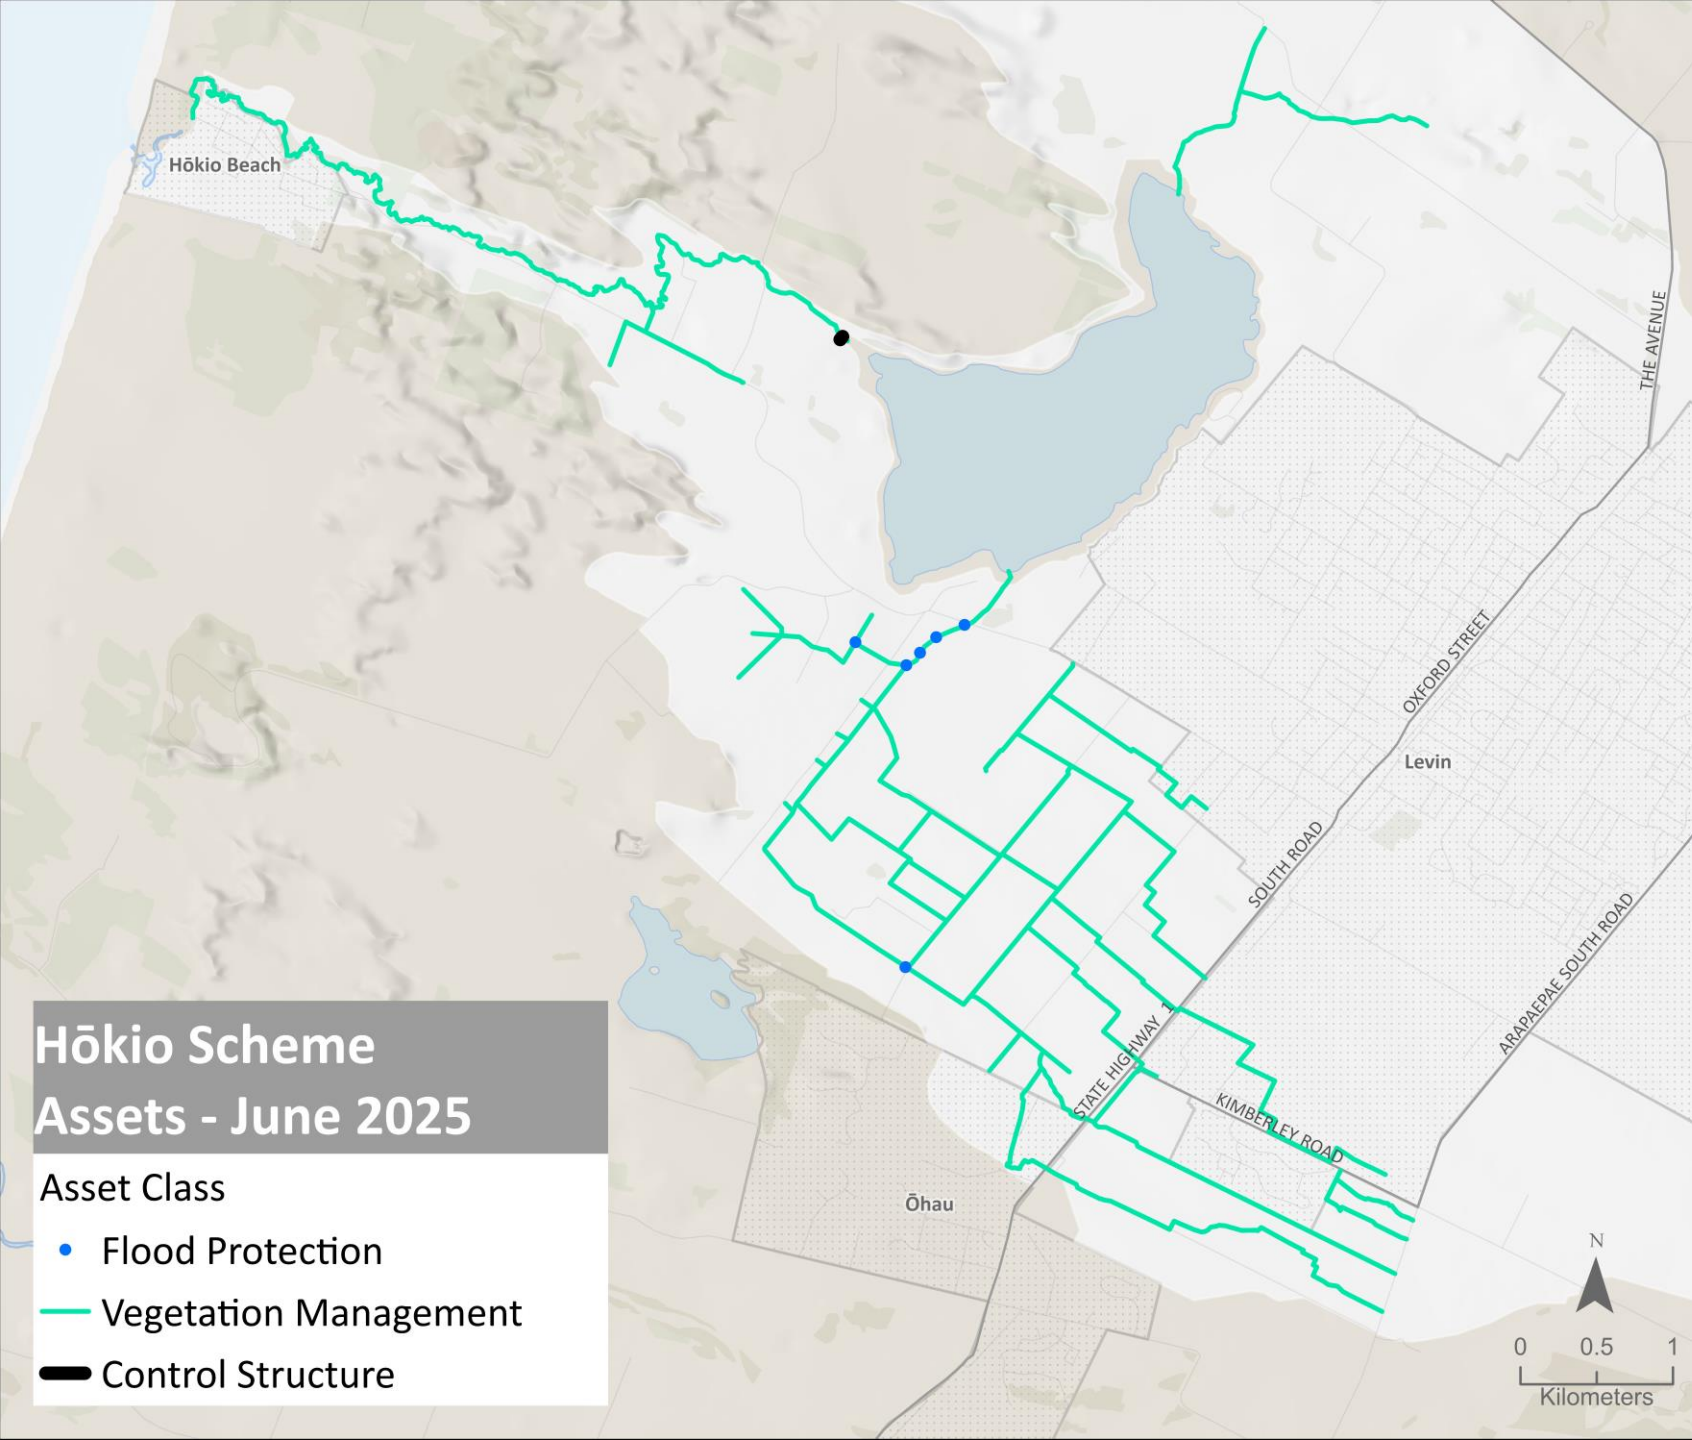 Hōkio Beach
THE AVENUE
OXFORD STREET
Levin
SOUTH ROAD
ARAPAEPAE SOUTH ROAD
STATE HIGHWAY 1
KIMBERLEY ROAD
Ōhau
Hōkio Scheme
Assets - June 2025
Asset Class
Flood Protection
Vegetation Management
Control Structure
N
0 0.5 1
Kilometers